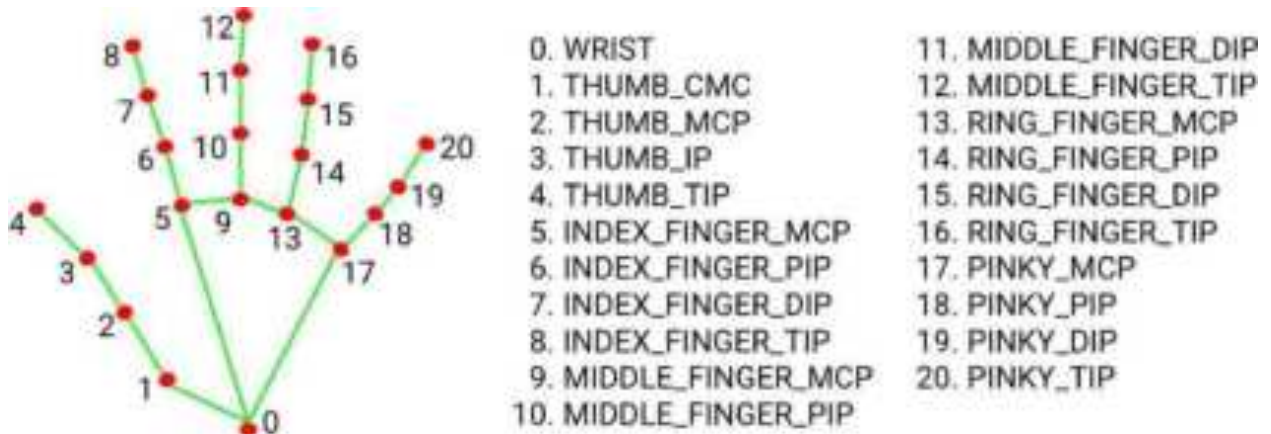 12
8
16
11
7
15
6
10
20
14
19
4
5
9
13
18
3
17
2
1
0
0. WRIST
1. THUMB_CMC
2. THUMB_MCP
3. THUMB_IP
4. THUMB_TIP
5. INDEX_FINGER_MCP
6. INDEX_FINGER_PIP
7. INDEX_FINGER_DIP
8. INDEX_FINGER_TIP
9. MIDDLE_FINGER_MCP
10. MIDDLE_FINGER_PIP
11. MIDDLE_FINGER_DIP
12. MIDDLE_FINGER_TIP
13. RING_FINGER_MCP
14. RING_FINGER_PIP
15. RING_FINGER_DIP
16. RING_FINGER_TIP
17. PINKY_MCP
18. PINKY_PIP
19. PINKY_DIP
20. PINKY_TIP